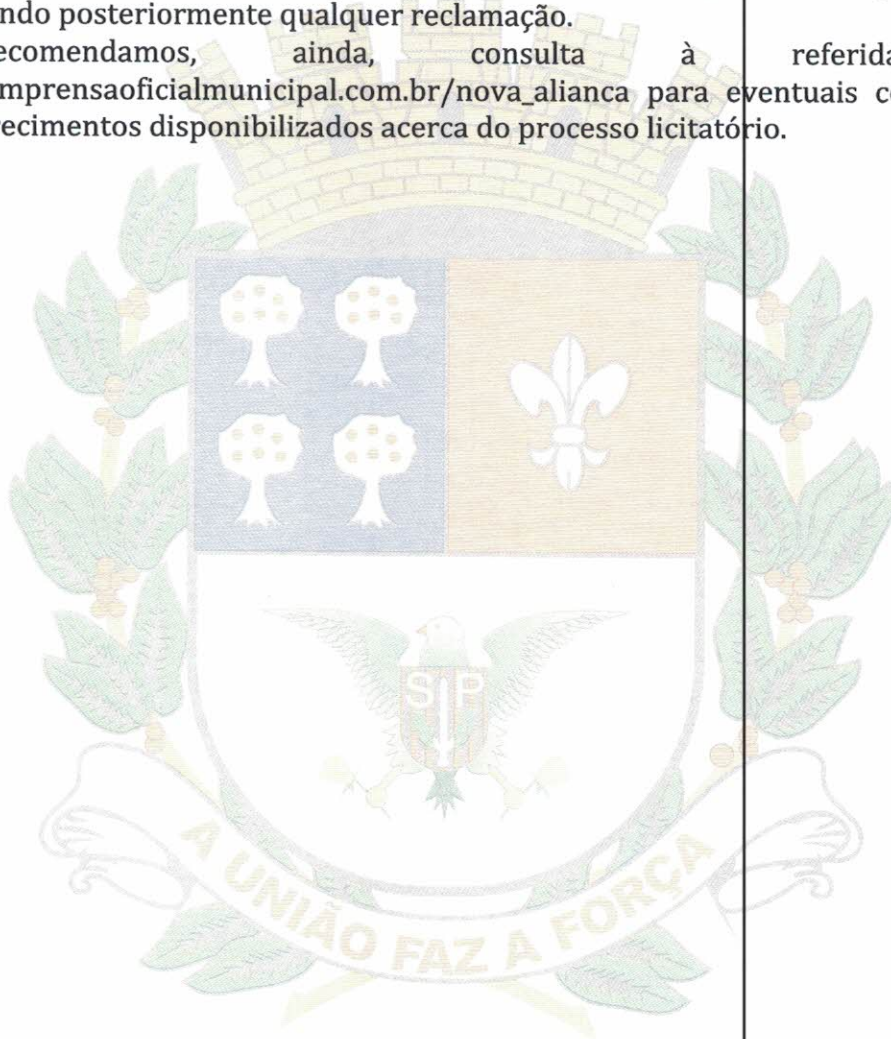 ndo posteriormente qualquer reclamação.
ecomendamos, ainda, consulta à referida
mprensaoficialmunicipal.com.br/nova_alianca para eventuais co
recimentos disponibilizados acerca do processo licitatório.
S P
A UNIÃO FAZ A FORÇA